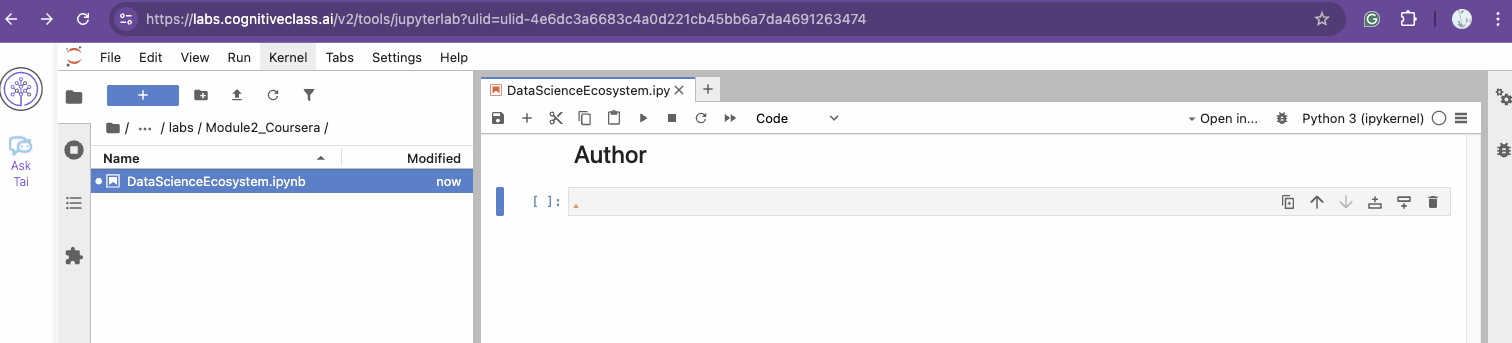 https://labs.cognitiveclass.ai/v2/tools/jupyterlab?ulid=ulid-4e6dc3a6683c4a0d221cb45bb6a7da4691263474
File Edit View Run Kernel Tabs Settings Help
Ask
Tai
+
/ ... / labs / Module2_Coursera /
Name Modified
DataScienceEcosystem.ipynb now
DataScienceEcosystem.ipy
Code Open in... Python 3 (ipykernel)
Author
[ ]: